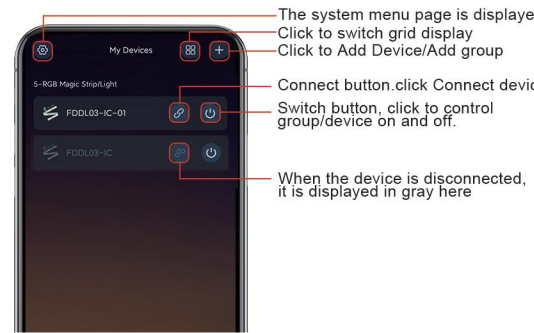 The system menu page is displaye
Click to switch grid display
My Devices
Click to Add Device/Add group
5-RGB Magic Strip/Light
Connect button.click Connect devic
FDDL03-IC-01
Switch button, click to control
group/device on and off.
FDDL03-IC
When the device is disconnected,
it is displayed in gray here